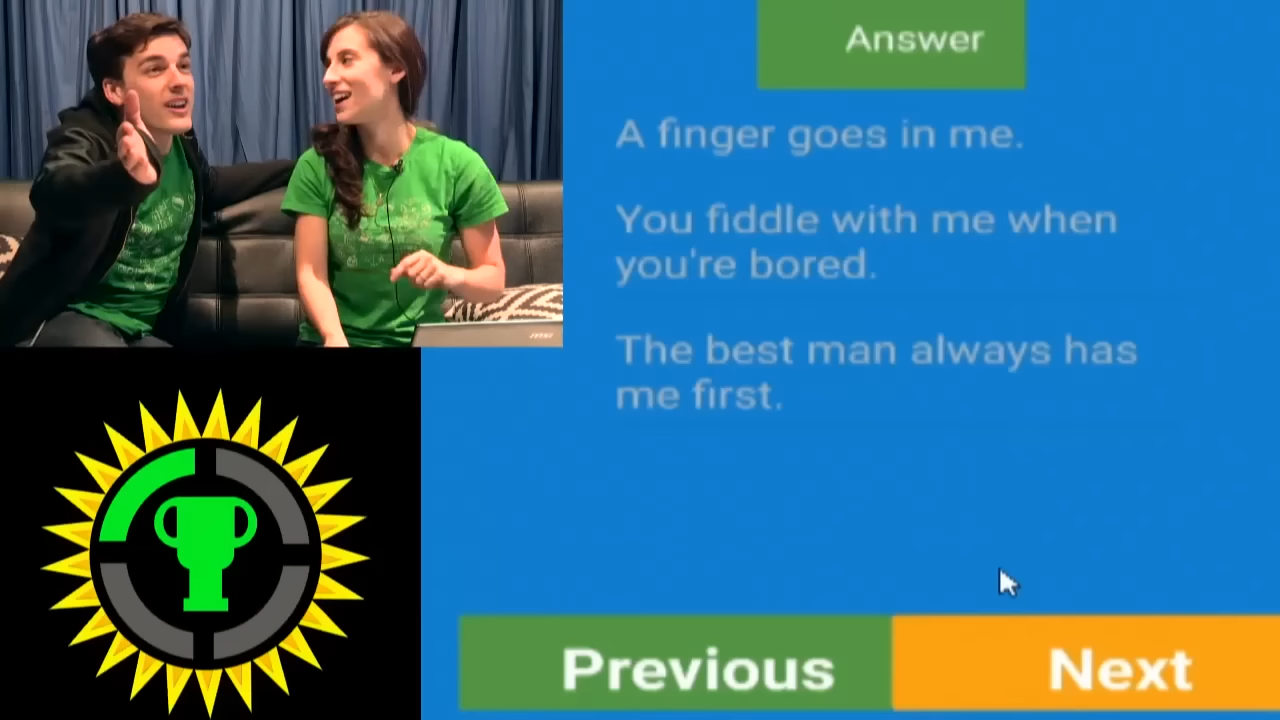 Answer
A finger goes in me.
You fiddle with me when
you're bored.
The best man always has
me first.
Previous
Next